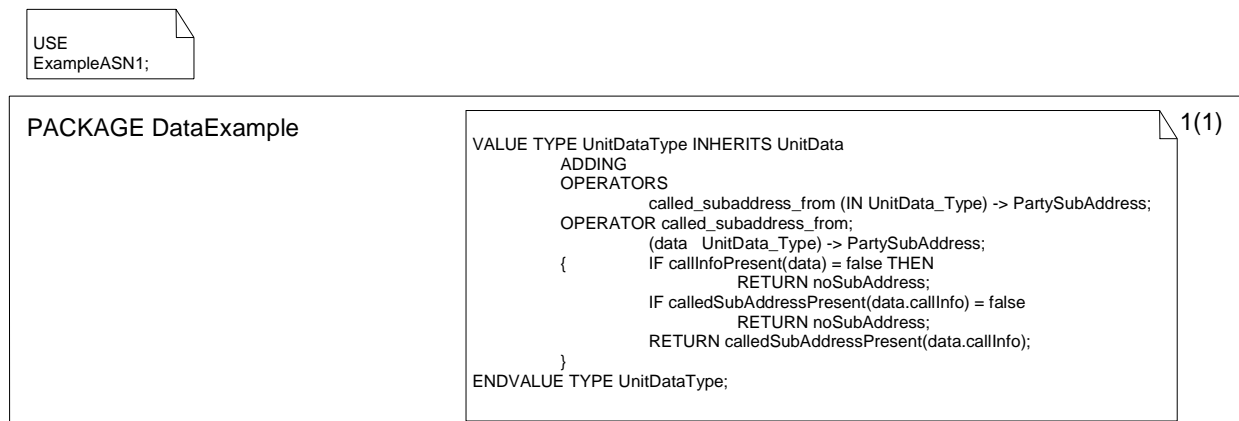 USE
ExampleASN1;
PACKAGE DataExample
1(1)
VALUE TYPE UnitDataType INHERITS UnitData
ADDING
OPERATORS
called_subaddress_from (IN UnitData_Type) -> PartySubAddress;
OPERATOR called_subaddress_from;
(data UnitData_Type) -> PartySubAddress;
{ IF callInfoPresent(data) = false THEN
RETURN noSubAddress;
IF calledSubAddressPresent(data.callInfo) = false
RETURN noSubAddress;
RETURN calledSubAddressPresent(data.callInfo);
}
ENDVALUE TYPE UnitDataType;